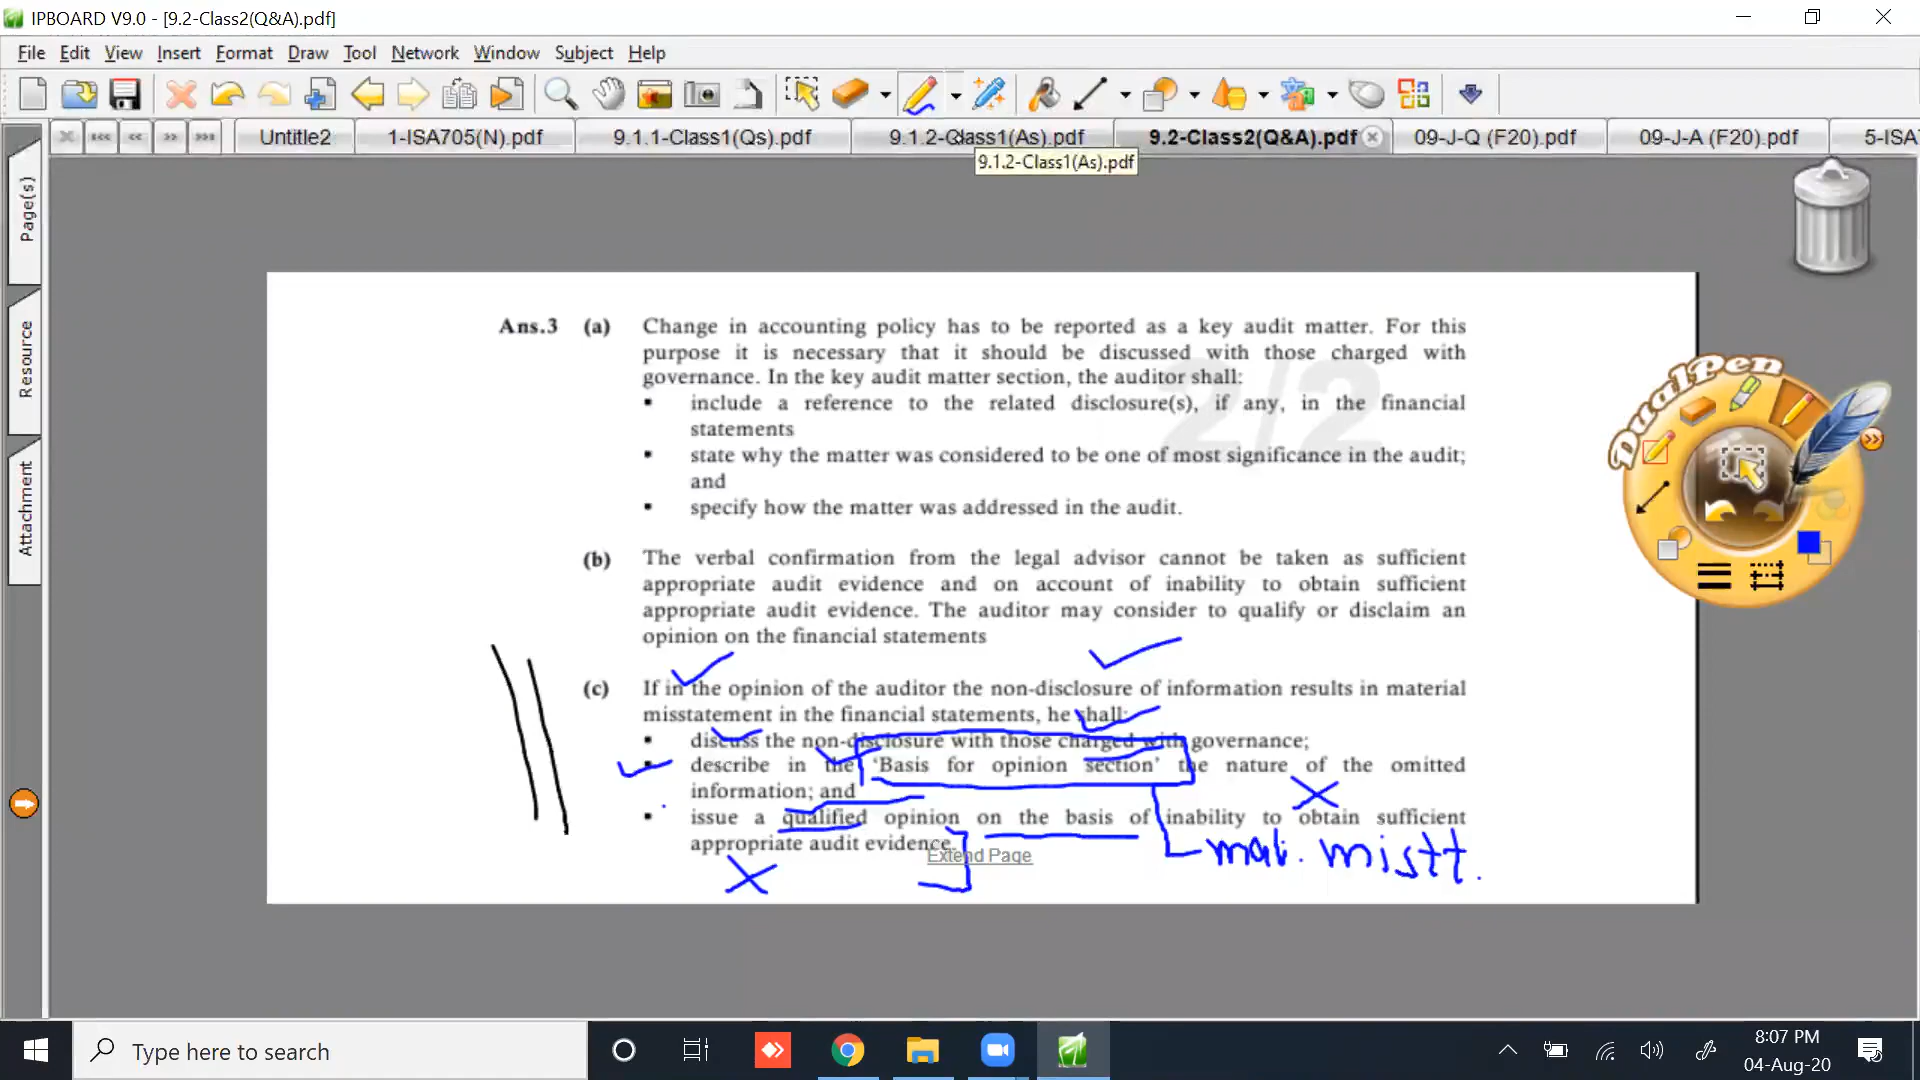 IPBOARD V9.0 - [9.2-Class2(Q&A).pdf]
File Edit View Insert Format Draw Tool Network Window Subject Help
Untitle2 1-ISA705(N).pdf 9.1.1-Class1(Qs).pdf 9.1.2-Class1(As).pdf 9.2-Class2(Q&A).pdf 09-J-Q (F20).pdf 09-J-A (F20).pdf 5-ISA
9.1.2-Class1(As).pdf
Page(s)
Resource
Attachment
DualPen
2/2
Ans.3 (a) Change in accounting policy has to be reported as a key audit matter. For this
purpose it is necessary that it should be discussed with those charged with
governance. In the key audit matter section, the auditor shall:
▪ include a reference to the related disclosure(s), if any, in the financial
statements
▪ state why the matter was considered to be one of most significance in the audit;
and
▪ specify how the matter was addressed in the audit.
(b) The verbal confirmation from the legal advisor cannot be taken as sufficient
appropriate audit evidence and on account of inability to obtain sufficient
appropriate audit evidence. The auditor may consider to qualify or disclaim an
opinion on the financial statements
(c) If in the opinion of the auditor the non-disclosure of information results in material
misstatement in the financial statements, he shall:
▪ discuss the non-disclosure with those charged with governance;
▪ describe in the 'Basis for opinion section' the nature of the omitted
information; and
▪ issue a qualified opinion on the basis of inability to obtain sufficient
appropriate audit evidence.
Extend Page
mat. mistt.
Type here to search
8:07 PM
04-Aug-20